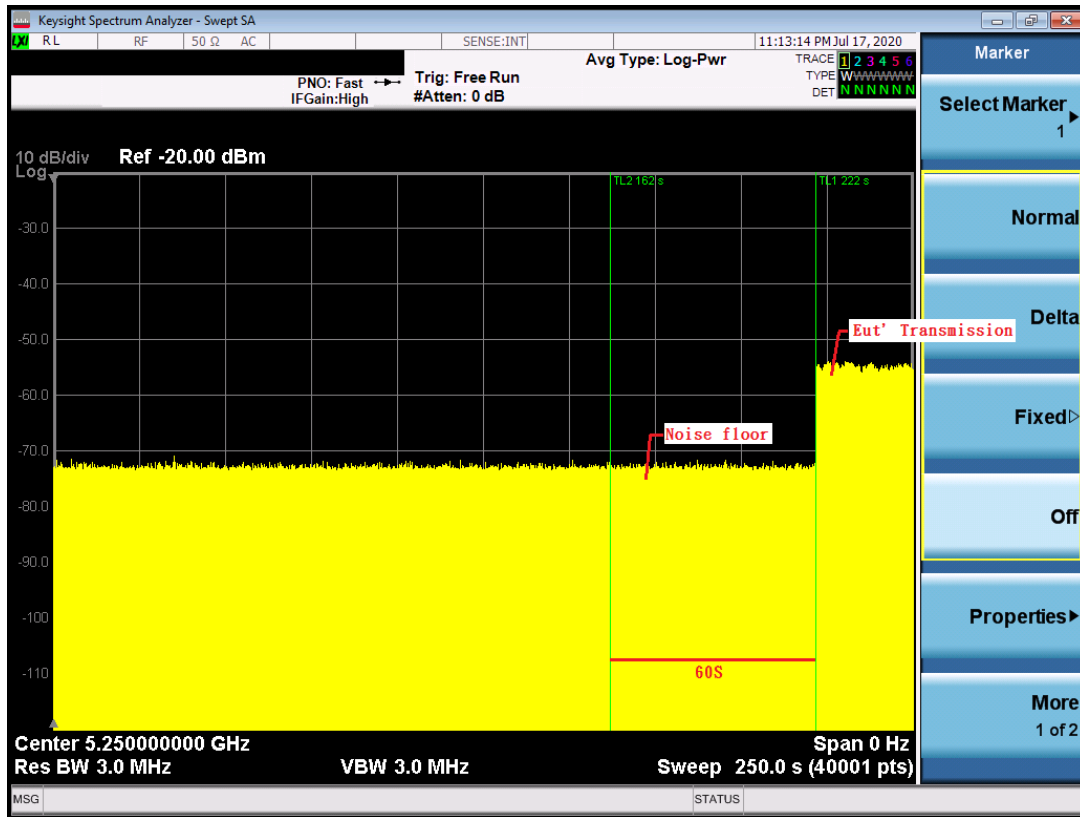 Keysight Spectrum Analyzer - Swept SA
LXI RL RF 50 Ω AC SENSE:INT 11:13:14 PM Jul 17, 2020
PNO: Fast
IFGain:High
Trig: Free Run
#Atten: 0 dB
Avg Type: Log-Pwr
TRACE 1 2 3 4 5 6
TYPE WWWWWW
DET N N N N N N
10 dB/div Ref -20.00 dBm
Log
TL2 162 s TL1 222 s
-30.0
-40.0
-50.0
-60.0
-70.0
-80.0
-90.0
-100
-110
Eut' Transmission
Noise floor
60S
Center 5.250000000 GHz Span 0 Hz
Res BW 3.0 MHz VBW 3.0 MHz Sweep 250.0 s (40001 pts)
MSG STATUS
Marker
Select Marker
1
Normal
Delta
Fixed
Off
Properties
More
1 of 2